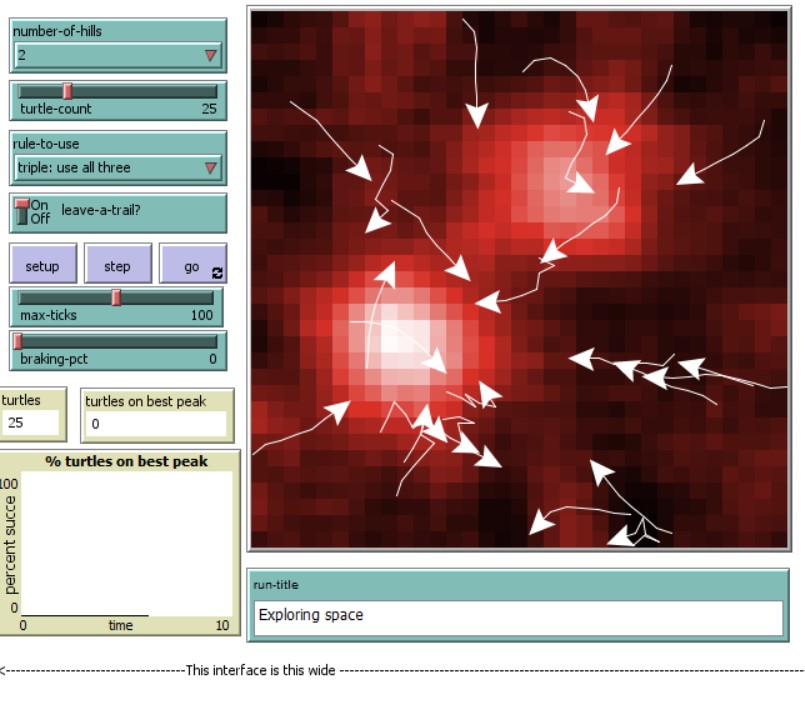 number-of-hills
2
turtle-count 25
rule-to-use
triple: use all three
On
Off
leave-a-trail?
setup step go
max-ticks 100
braking-pct 0
turtles
25
turtles on best peak
0
% turtles on best peak
100
percent succe
0
0 time 10
run-title
Exploring space
<-----------------------------This interface is this wide -----------------------------------------------------------------------